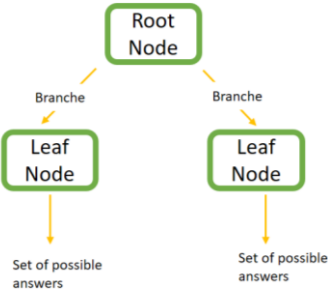 Root
Node
Branche
Branche
Leaf
Node
Leaf
Node
Set of possible
answers
Set of possible
answers